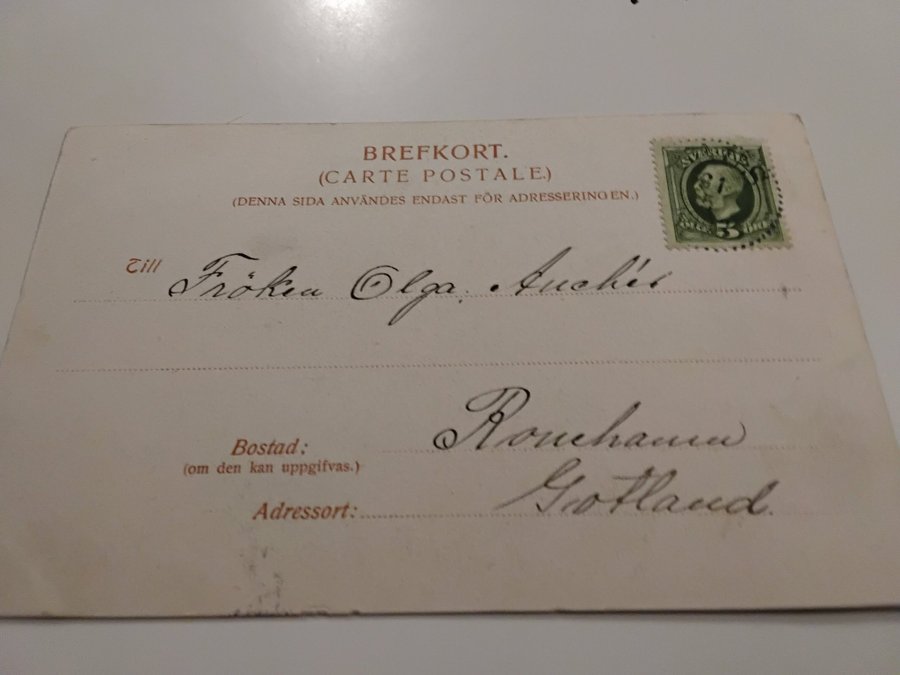 BREFKORT.
(CARTE POSTALE.)
(DENNA SIDA ANVÄNDES ENDAST FÖR ADRESSERINGEN.)
SVERIGE
5
Till Fröken Olga
Bostad:
(om den kan uppgifvas.)
Adressort: Gotland.